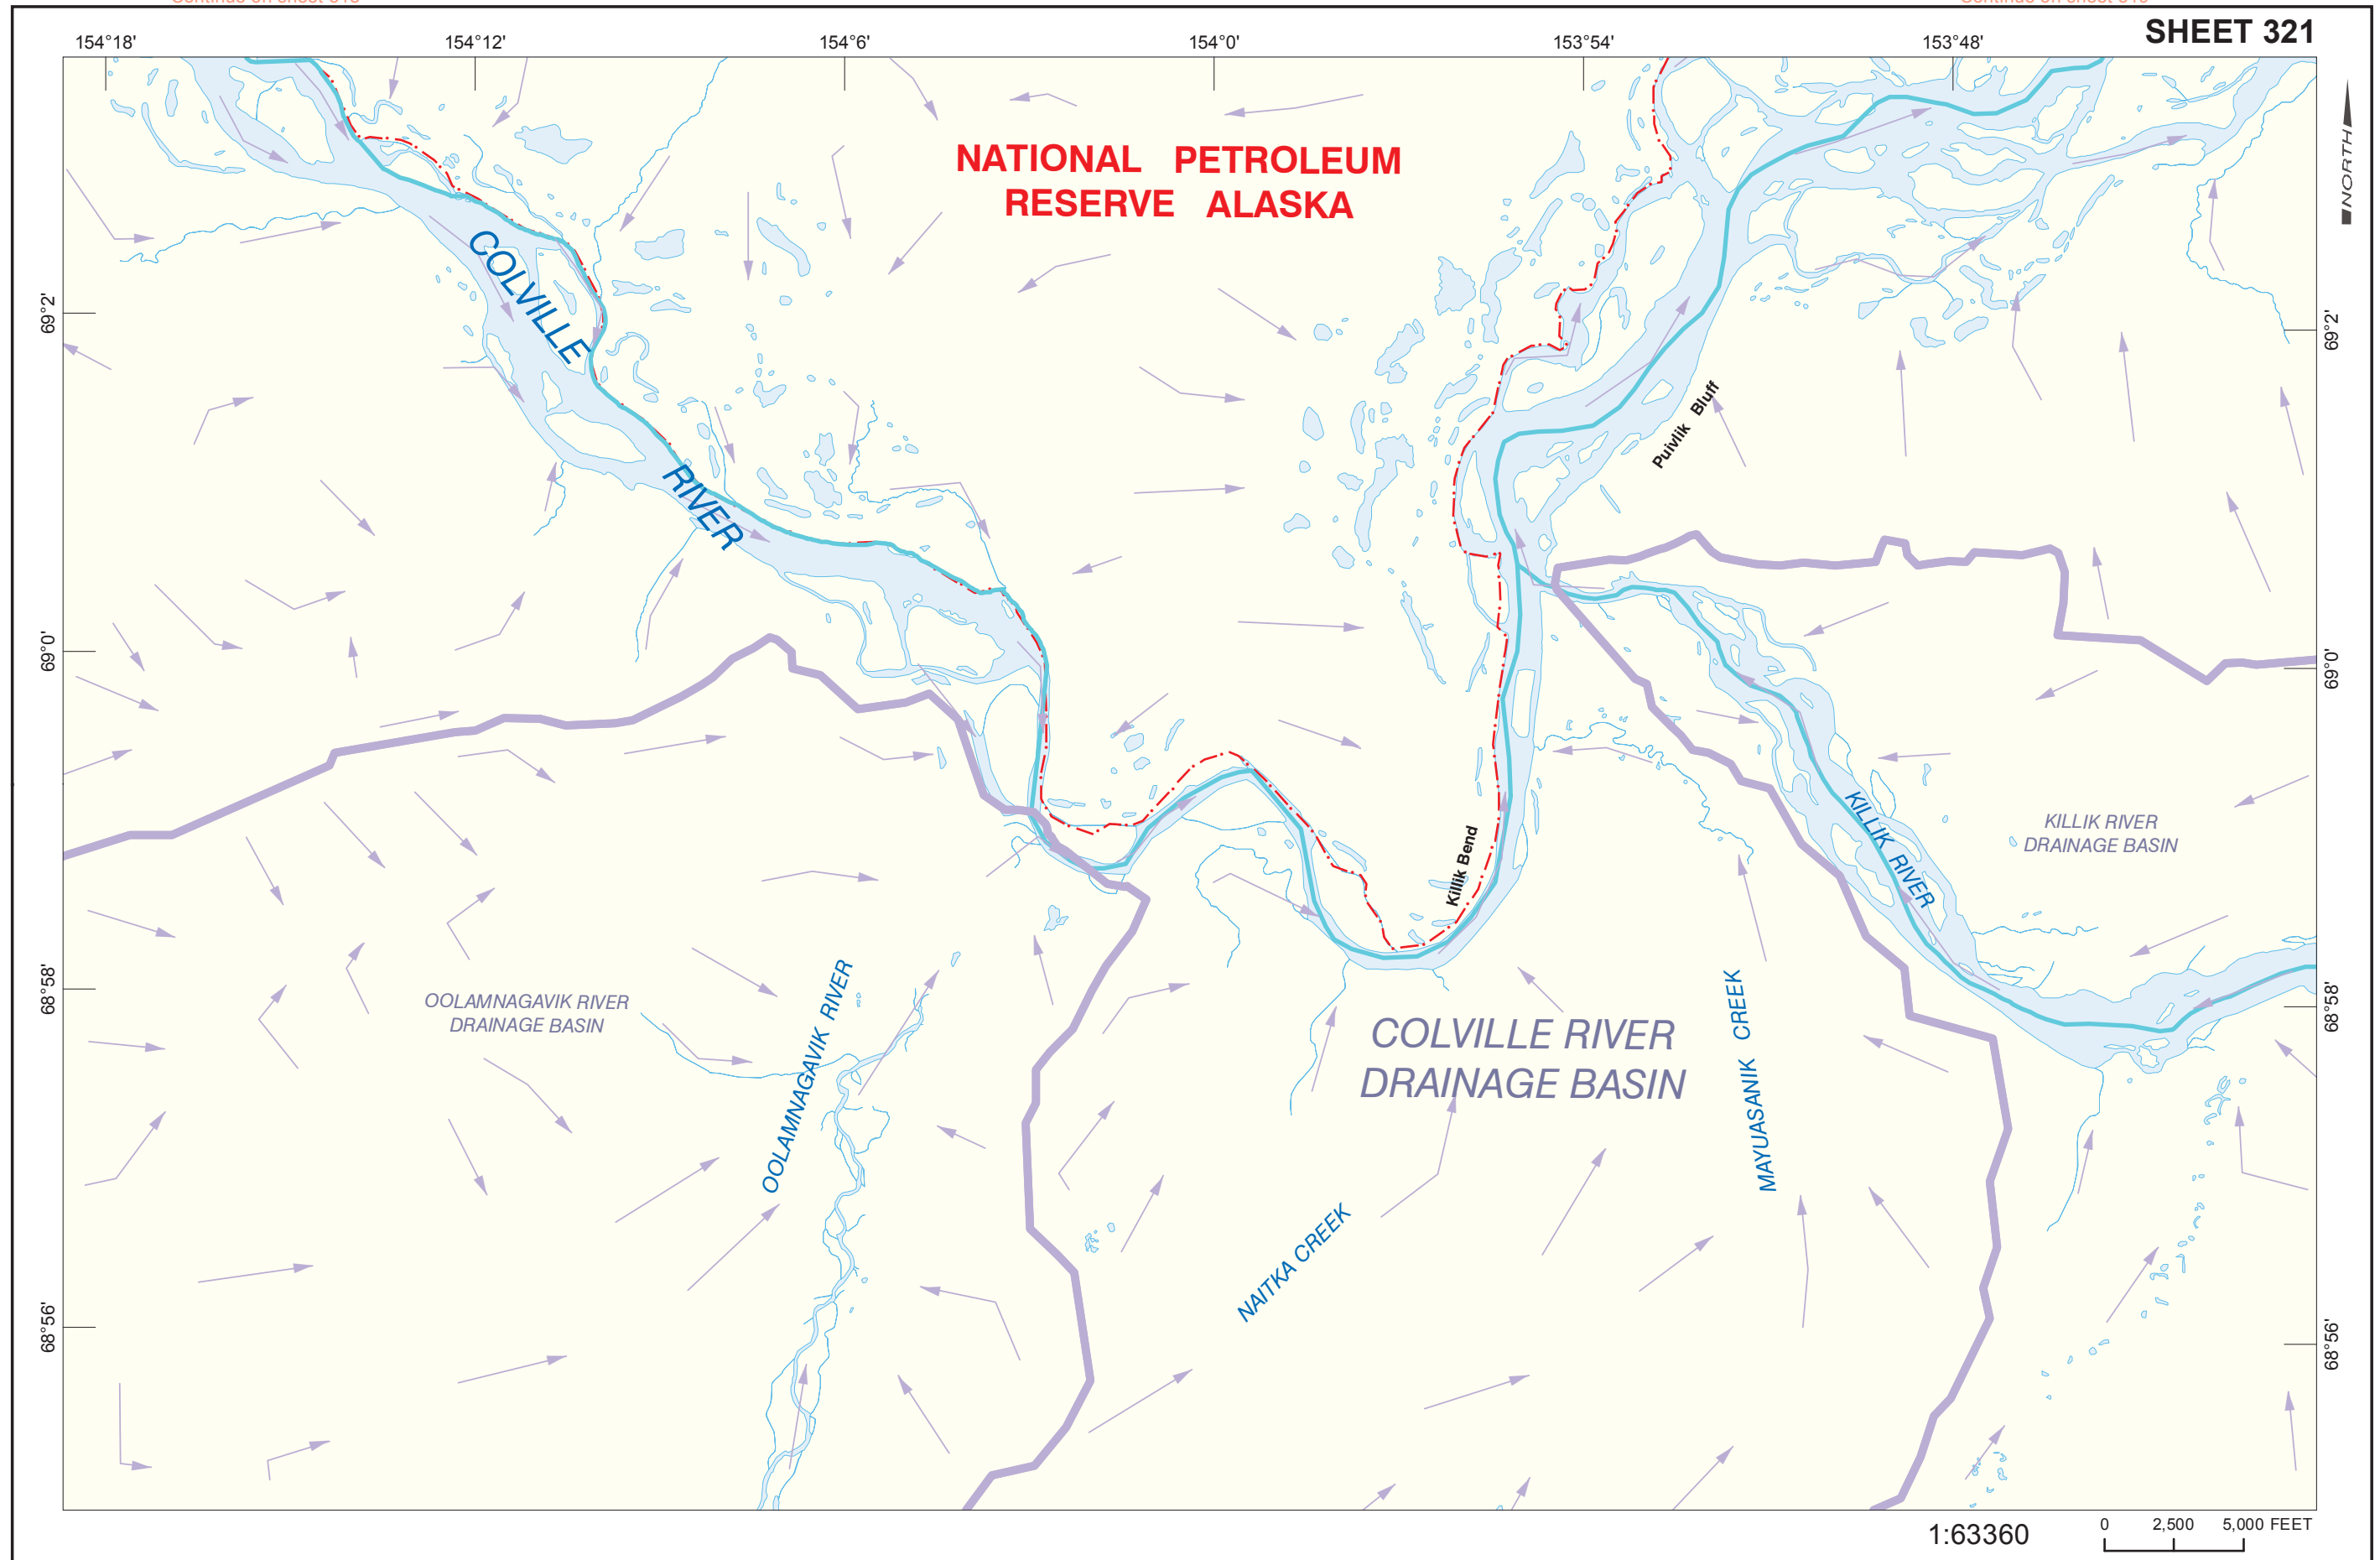 SHEET 321
154°18'
154°12'
154°6'
154°0'
153°54'
153°48'
NORTH
NATIONAL PETROLEUM
RESERVE ALASKA
COLVILLE
RIVER
69°2'
69°2'
Puivlik Bluff
69°0'
69°0'
Killik Bend
KILLIK RIVER
KILLIK RIVER
DRAINAGE BASIN
68°58'
68°58'
OOLAMNAGAVIK RIVER
DRAINAGE BASIN
OOLAMNAGAVIK RIVER
COLVILLE RIVER
DRAINAGE BASIN
MAYUASANIK CREEK
NAITKA CREEK
68°56'
68°56'
1:63360
0 2,500 5,000 FEET